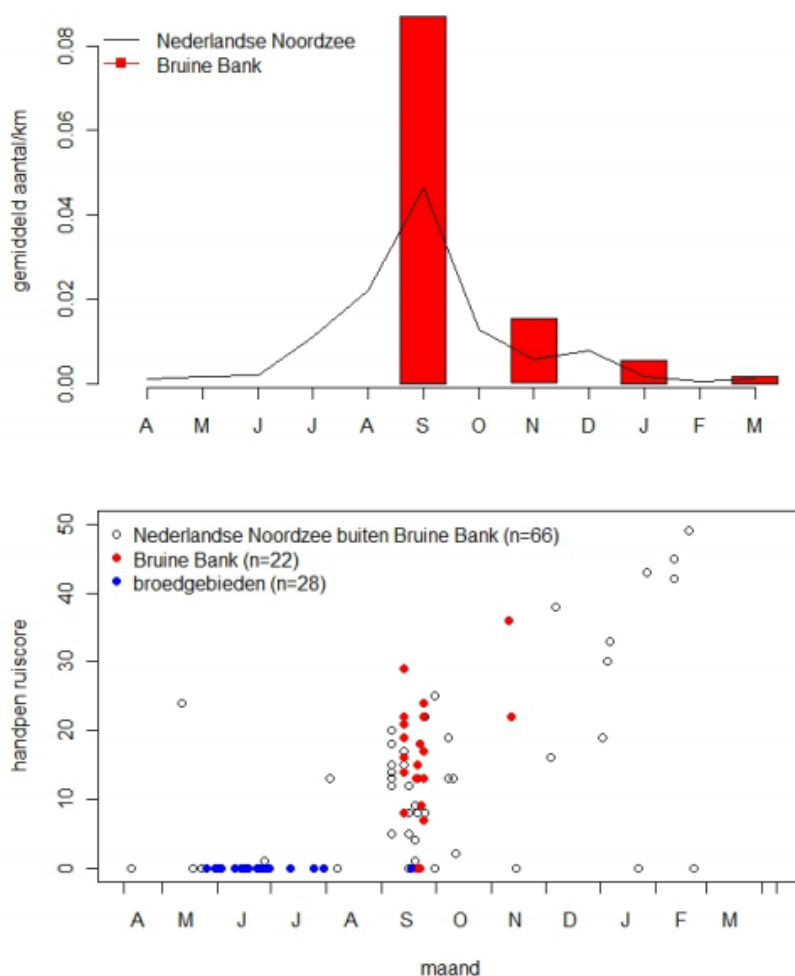 Nederlandse Noordzee
Bruine Bank
gemiddeld aantal/km
0.08
0.06
0.04
0.02
0.00
A M J J A S O N D J F M
Nederlandse Noordzee buiten Bruine Bank (n=66)
Bruine Bank (n=22)
broedgebieden (n=28)
handpen ruiscore
50
40
30
20
10
0
A M J J A S O N D J F M
maand